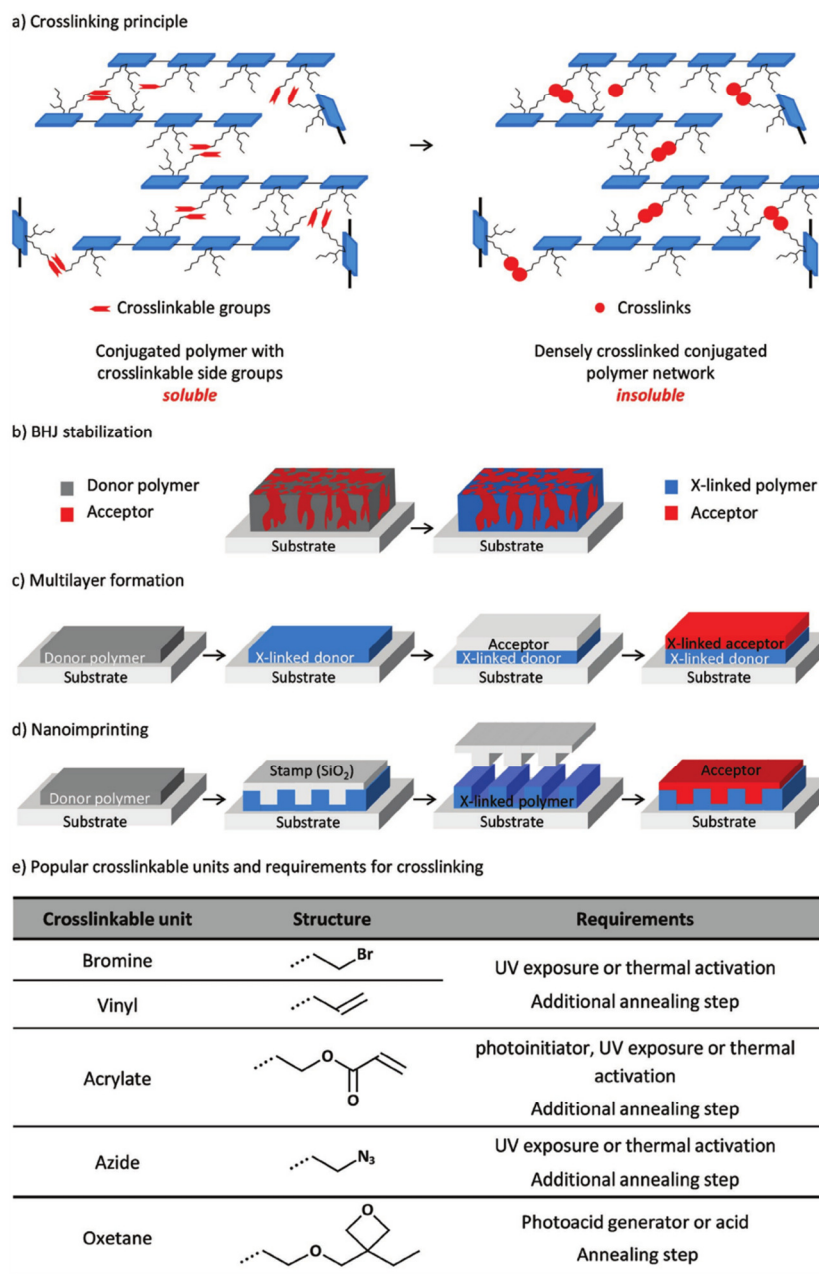 a) Crosslinking principle
Crosslinkable groups
Crosslinks
Conjugated polymer with
crosslinkable side groups
soluble
Densely crosslinked conjugated
polymer network
insoluble
b) BHJ stabilization
Donor polymer
Acceptor
Substrate
Substrate
X-linked polymer
Acceptor
c) Multilayer formation
Donor polymer
Substrate
X-linked donor
Substrate
Acceptor
X-linked donor
Substrate
X-linked acceptor
X-linked donor
Substrate
d) Nanoimprinting
Donor polymer
Substrate
Stamp (SiO₂)
Substrate
X-linked polymer
Substrate
Acceptor
Substrate
e) Popular crosslinkable units and requirements for crosslinking
Crosslinkable unit Structure Requirements
Bromine
Br
UV exposure or thermal activation
Vinyl
Additional annealing step
Acrylate
O
O
photoinitiator, UV exposure or thermal
activation
Additional annealing step
Azide
N₃
UV exposure or thermal activation
Additional annealing step
Oxetane
O
O
Photoacid generator or acid
Annealing step